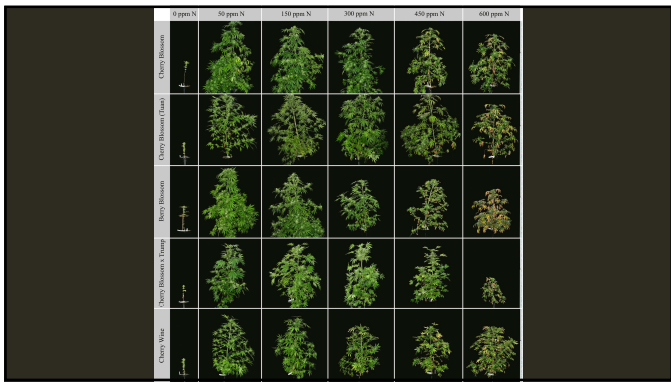 0 ppm N 50 ppm N 150 ppm N 300 ppm N 450 ppm N 600 ppm N
Cherry Blossom
Cherry Blossom (Tuan)
Berry Blossom
Cherry Blossom x Trump
Cherry Wine